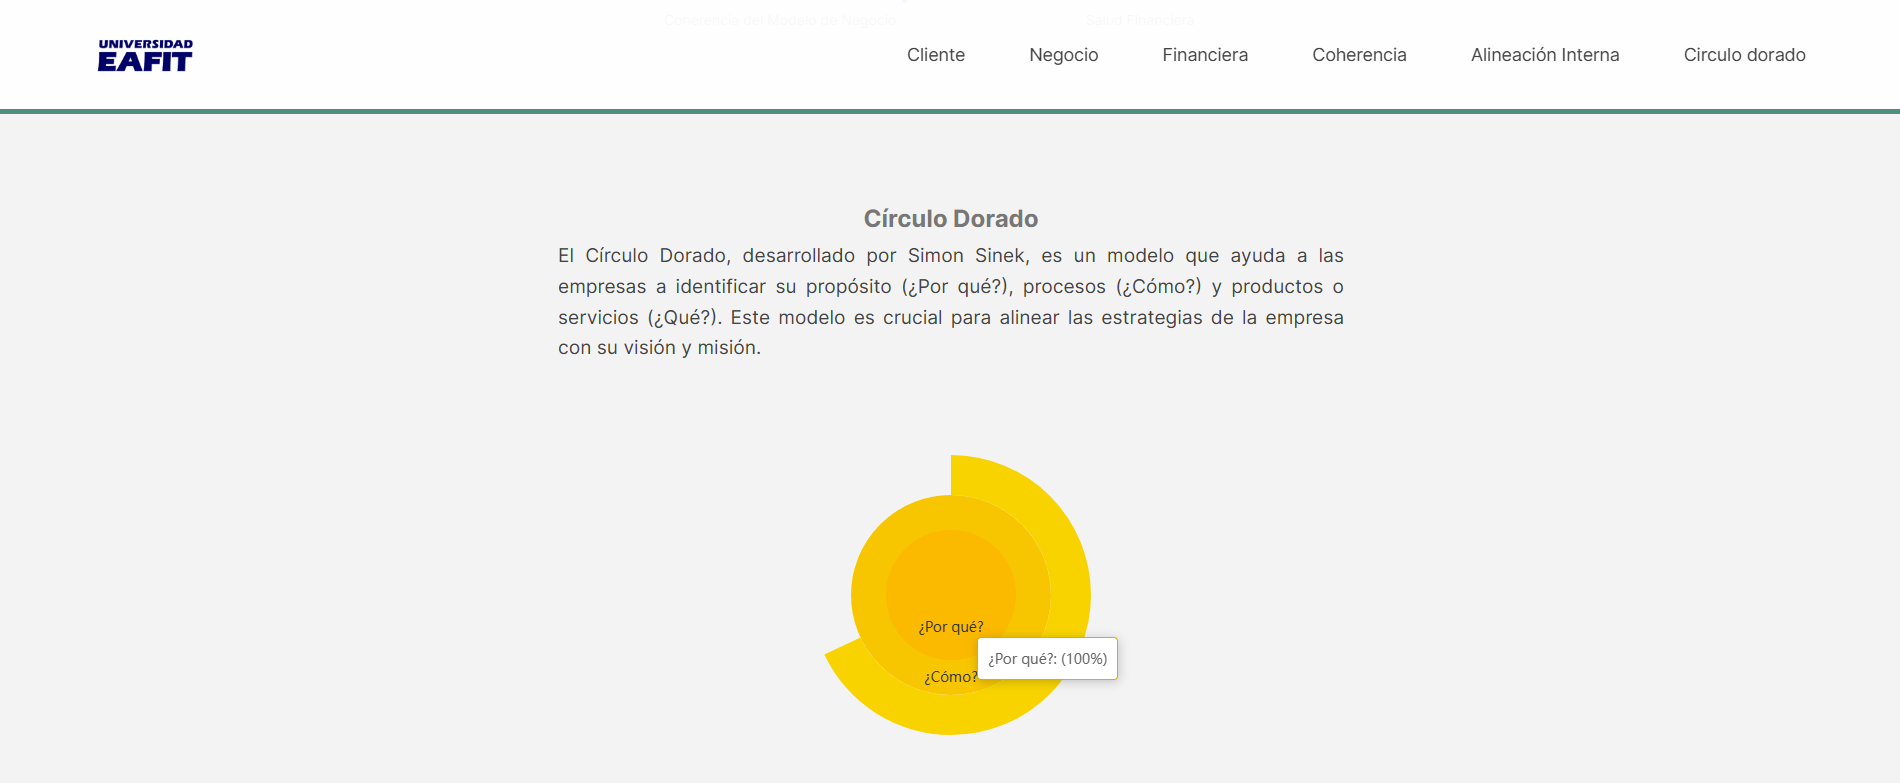 Coherencia del Modelo de Negocio
Salud Financiera
UNIVERSIDAD
EAFIT
Cliente
Negocio
Financiera
Coherencia
Alineación Interna
Circulo dorado
Círculo Dorado
El Círculo Dorado, desarrollado por Simon Sinek, es un modelo que ayuda a las
empresas a identificar su propósito (¿Por qué?), procesos (¿Cómo?) y productos o
servicios (¿Qué?). Este modelo es crucial para alinear las estrategias de la empresa
con su visión y misión.
¿Por qué?
¿Por qué?: (100%)
¿Cómo?